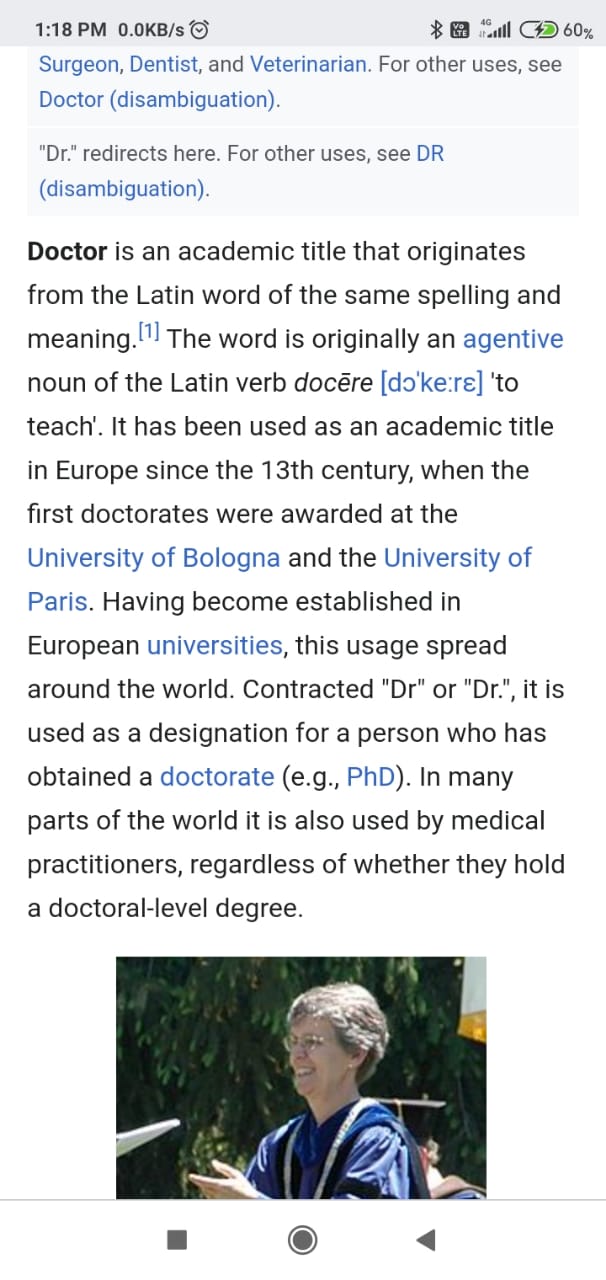 1:18 PM 0.0KB/s 4G Vo LTE 60%
Surgeon, Dentist, and Veterinarian. For other uses, see
Doctor (disambiguation).
"Dr." redirects here. For other uses, see DR
(disambiguation).
Doctor is an academic title that originates
from the Latin word of the same spelling and
meaning.[1] The word is originally an agentive
noun of the Latin verb docēre [dɔˈkeːrɛ] 'to
teach'. It has been used as an academic title
in Europe since the 13th century, when the
first doctorates were awarded at the
University of Bologna and the University of
Paris. Having become established in
European universities, this usage spread
around the world. Contracted "Dr" or "Dr.", it is
used as a designation for a person who has
obtained a doctorate (e.g., PhD). In many
parts of the world it is also used by medical
practitioners, regardless of whether they hold
a doctoral-level degree.